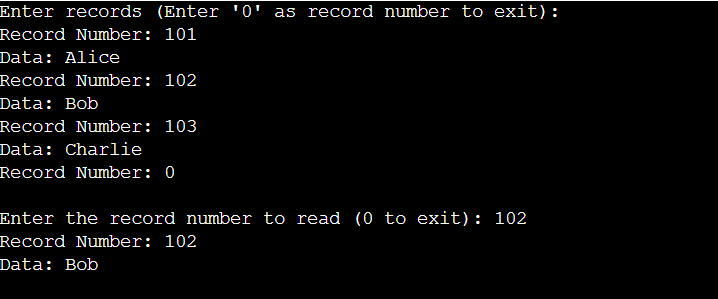 Enter records (Enter '0' as record number to exit):
Record Number: 101
Data: Alice
Record Number: 102
Data: Bob
Record Number: 103
Data: Charlie
Record Number: 0
Enter the record number to read (0 to exit): 102
Record Number: 102
Data: Bob